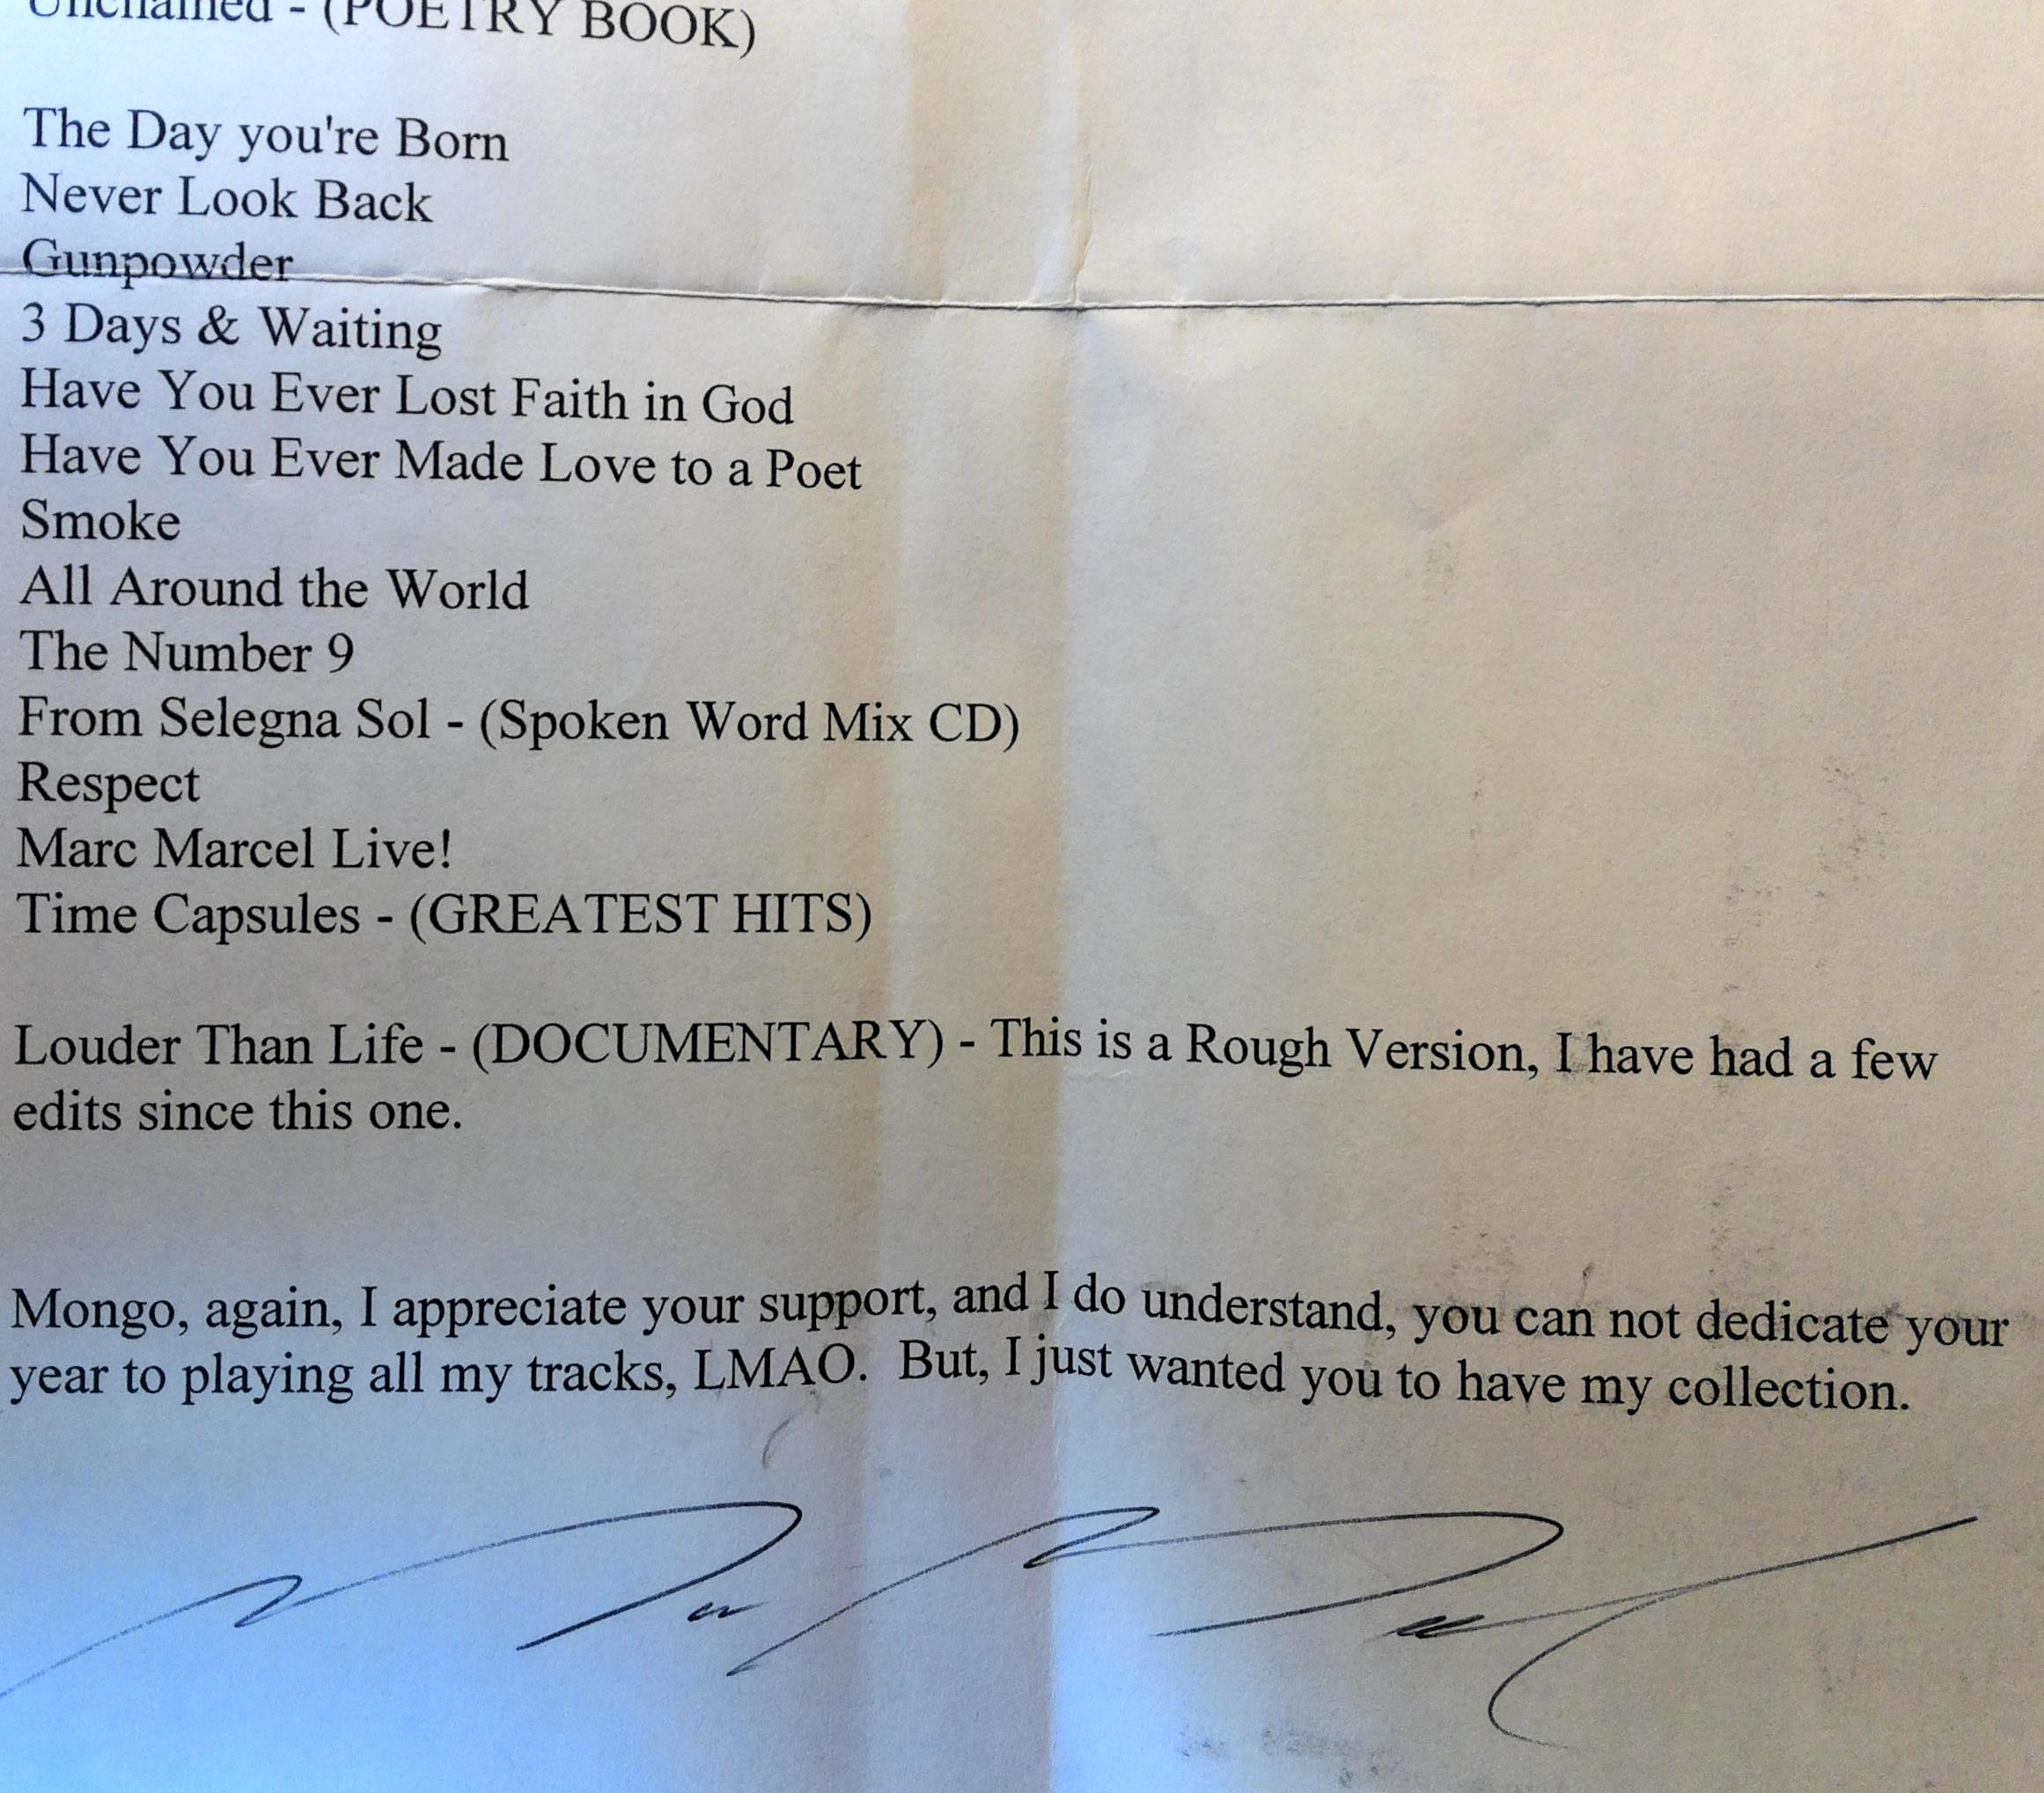 Unchained - (POETRY BOOK)
The Day you're Born
Never Look Back
Gunpowder
3 Days & Waiting
Have You Ever Lost Faith in God
Have You Ever Made Love to a Poet
Smoke
All Around the World
The Number 9
From Selegna Sol - (Spoken Word Mix CD)
Respect
Marc Marcel Live!
Time Capsules - (GREATEST HITS)
Louder Than Life - (DOCUMENTARY) - This is a Rough Version, I have had a few
edits since this one.
Mongo, again, I appreciate your support, and I do understand, you can not dedicate your
year to playing all my tracks, LMAO.  But, I just wanted you to have my collection.